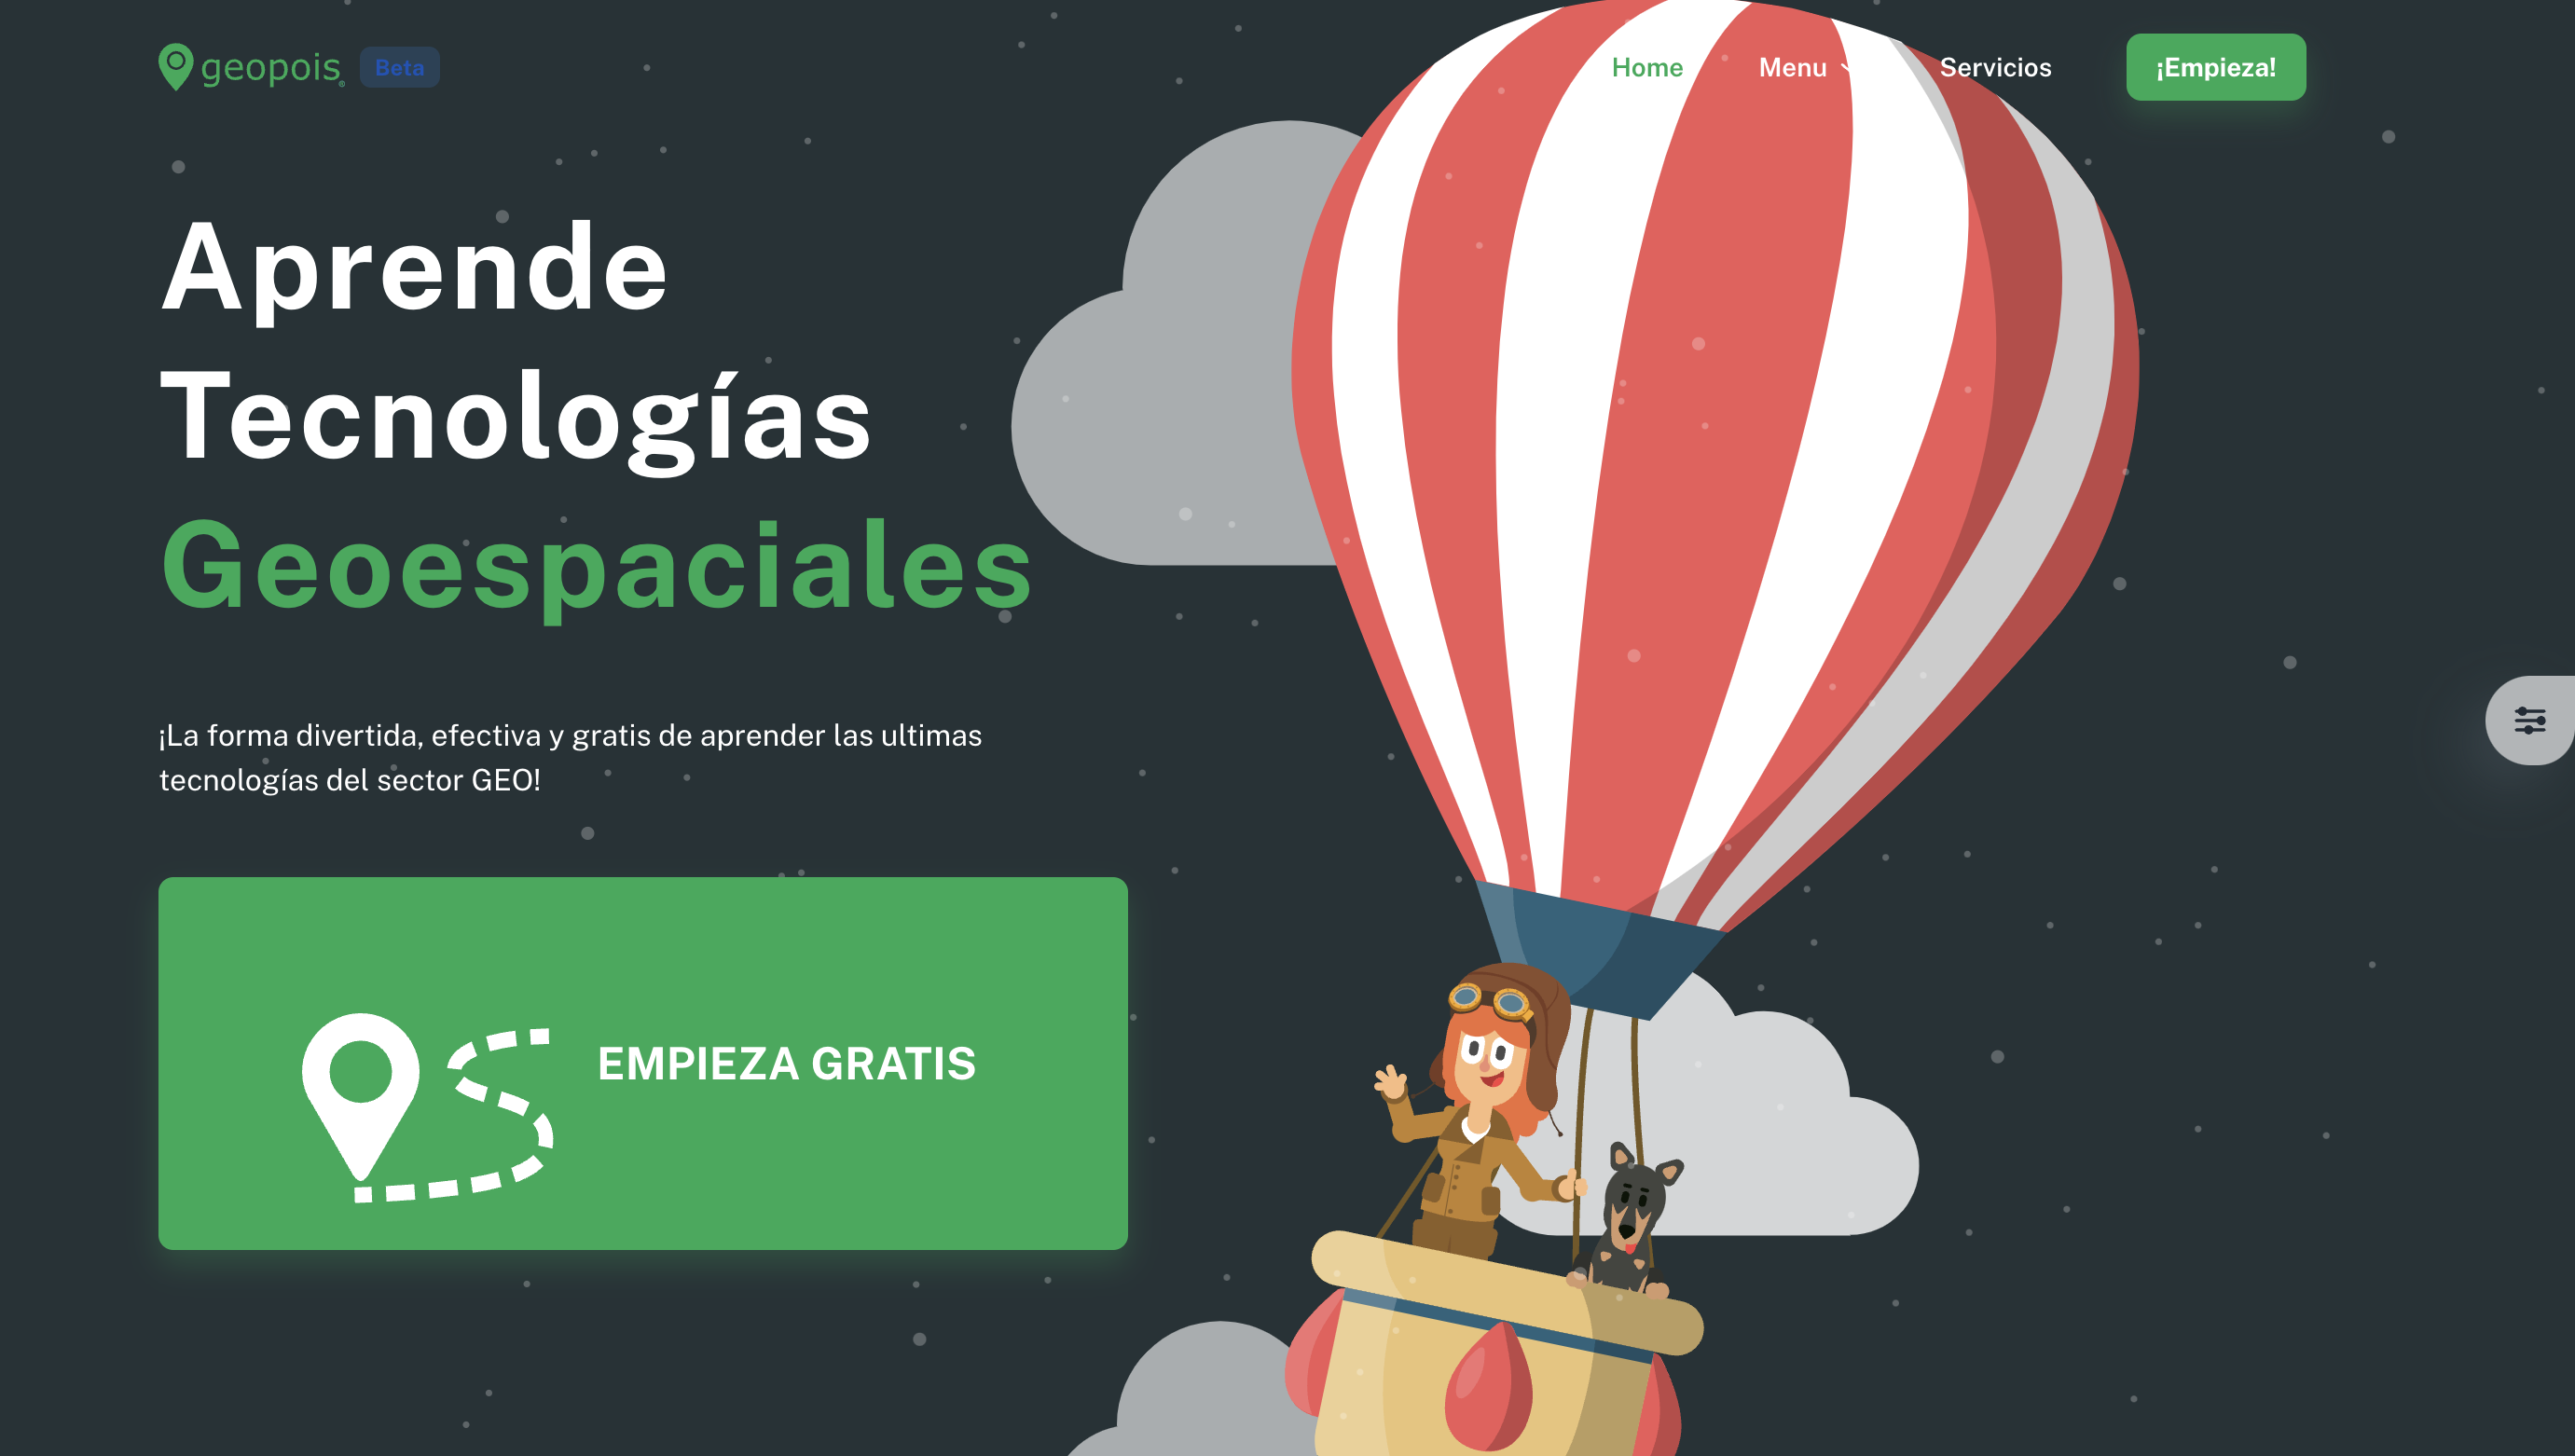 geopois®
Beta
Home
Menu
Servicios
¡Empieza!
Aprende
Tecnologías
Geoespaciales
¡La forma divertida, efectiva y gratis de aprender las ultimas
tecnologías del sector GEO!
EMPIEZA GRATIS